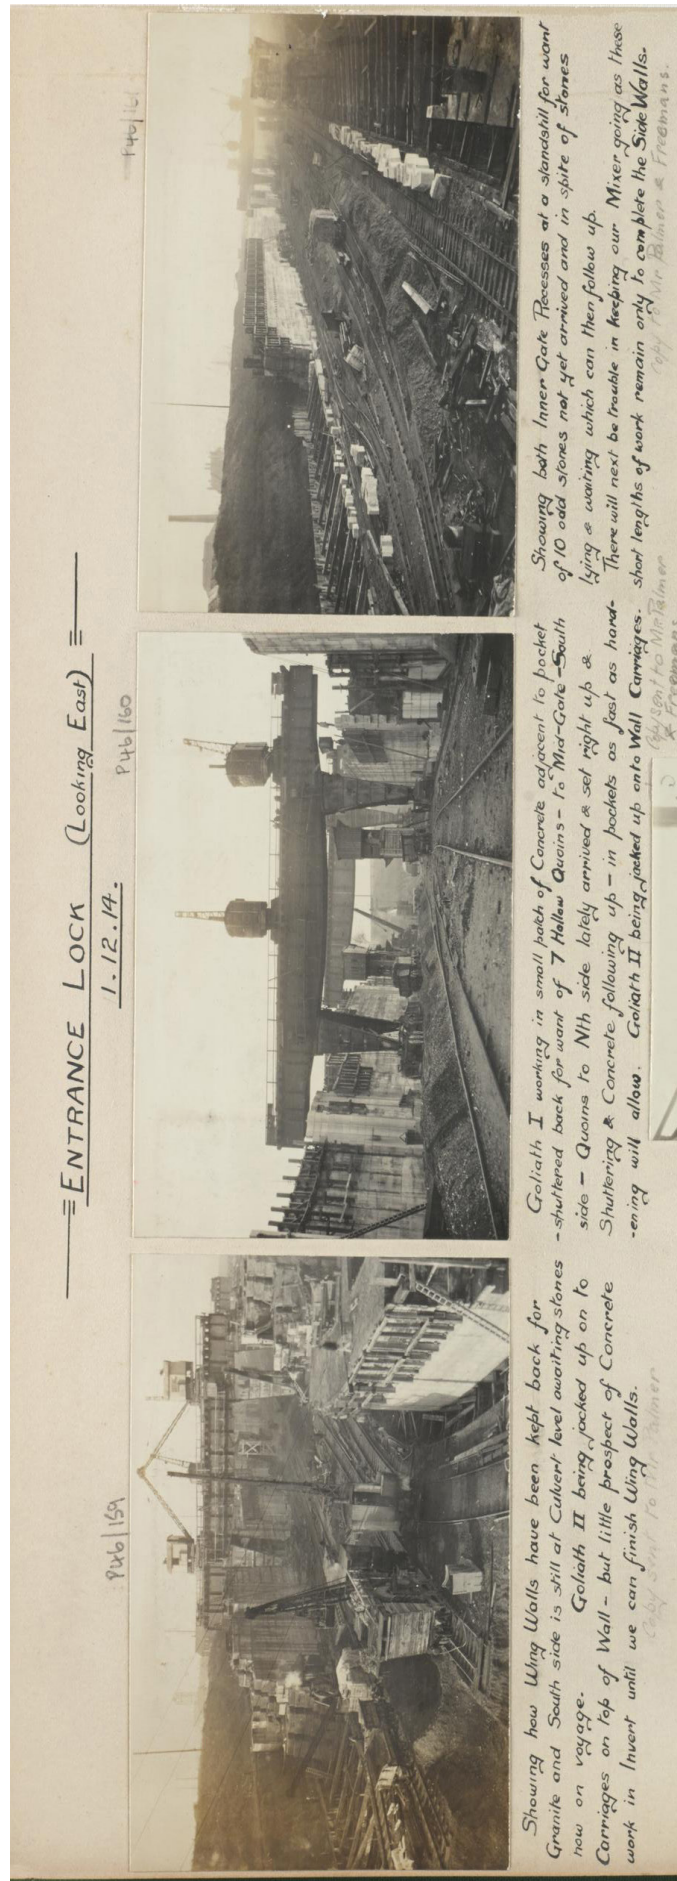 ENTRANCE LOCK (Looking East)
1.12.14.
P46/159
P46/160
P46/161
Showing how Wing Walls have been kept back for
Granite and South side is still at Culvert level awaiting stones
now on voyage. Goliath II being jacked up on to
Carriages on top of Wall - but little prospect of Concrete
work in Invert until we can finish Wing Walls.
Copy sent to Mr Palmer
Goliath I working in small patch of Concrete adjacent to pocket
-shuttered back for want of 7 Hollow Quoins - to Mid-Gate-South
side - Quoins to Nth side lately arrived & set right up &
Shuttering & Concrete following up - in pockets as fast as hard-
-ening will allow. Goliath II being jacked up onto Wall Carriages.
Copy sent to Mr Palmer
& Freemans
Showing both Inner Gate Recesses at a standstill for want
of 10 odd stones not yet arrived and in spite of stones
lying & waiting which can then follow up.
There will next be trouble in keeping our Mixer going as these
short lengths of work remain only to complete the Side Walls.
Copy to Mr Palmer & Freemans.